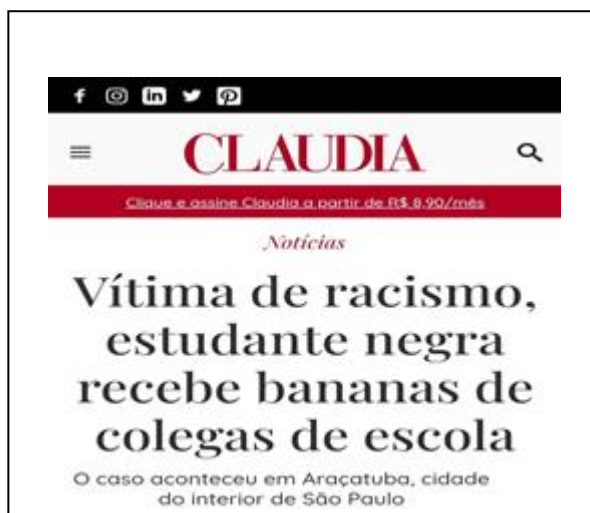 CLAUDIA
Clique e assine Claudia a partir de R$ 8,90/mês
Notícias
Vítima de racismo,
estudante negra
recebe bananas de
colegas de escola
O caso aconteceu em Araçatuba, cidade
do interior de São Paulo